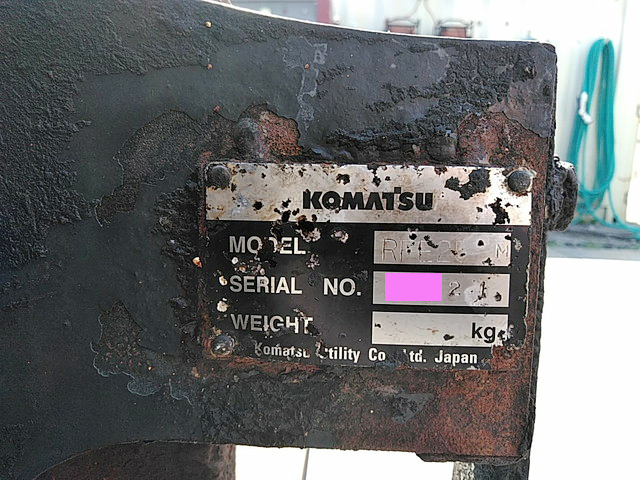 KOMATSU
MODEL
SERIAL NO.
WEIGHT kg
Komatsu Utility Co Ltd. Japan